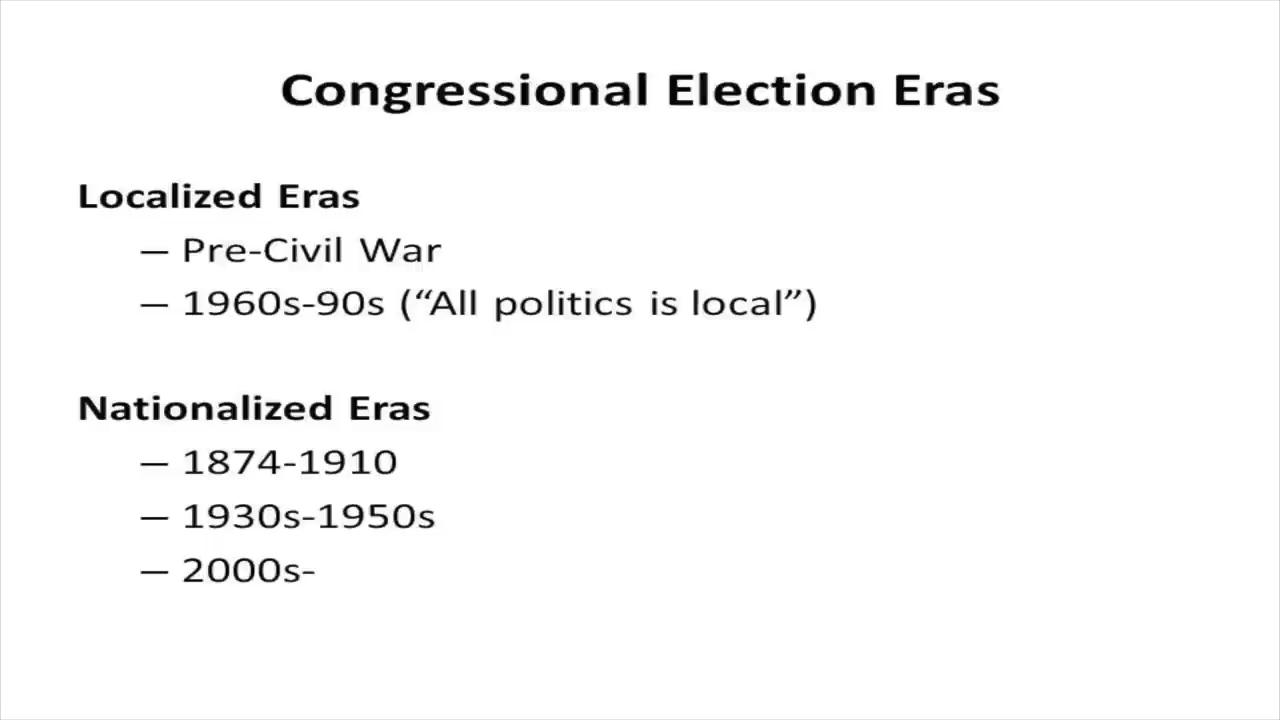 Congressional Election Eras
Localized Eras
— Pre-Civil War
— 1960s-90s (“All politics is local”)
Nationalized Eras
— 1874-1910
— 1930s-1950s
— 2000s-